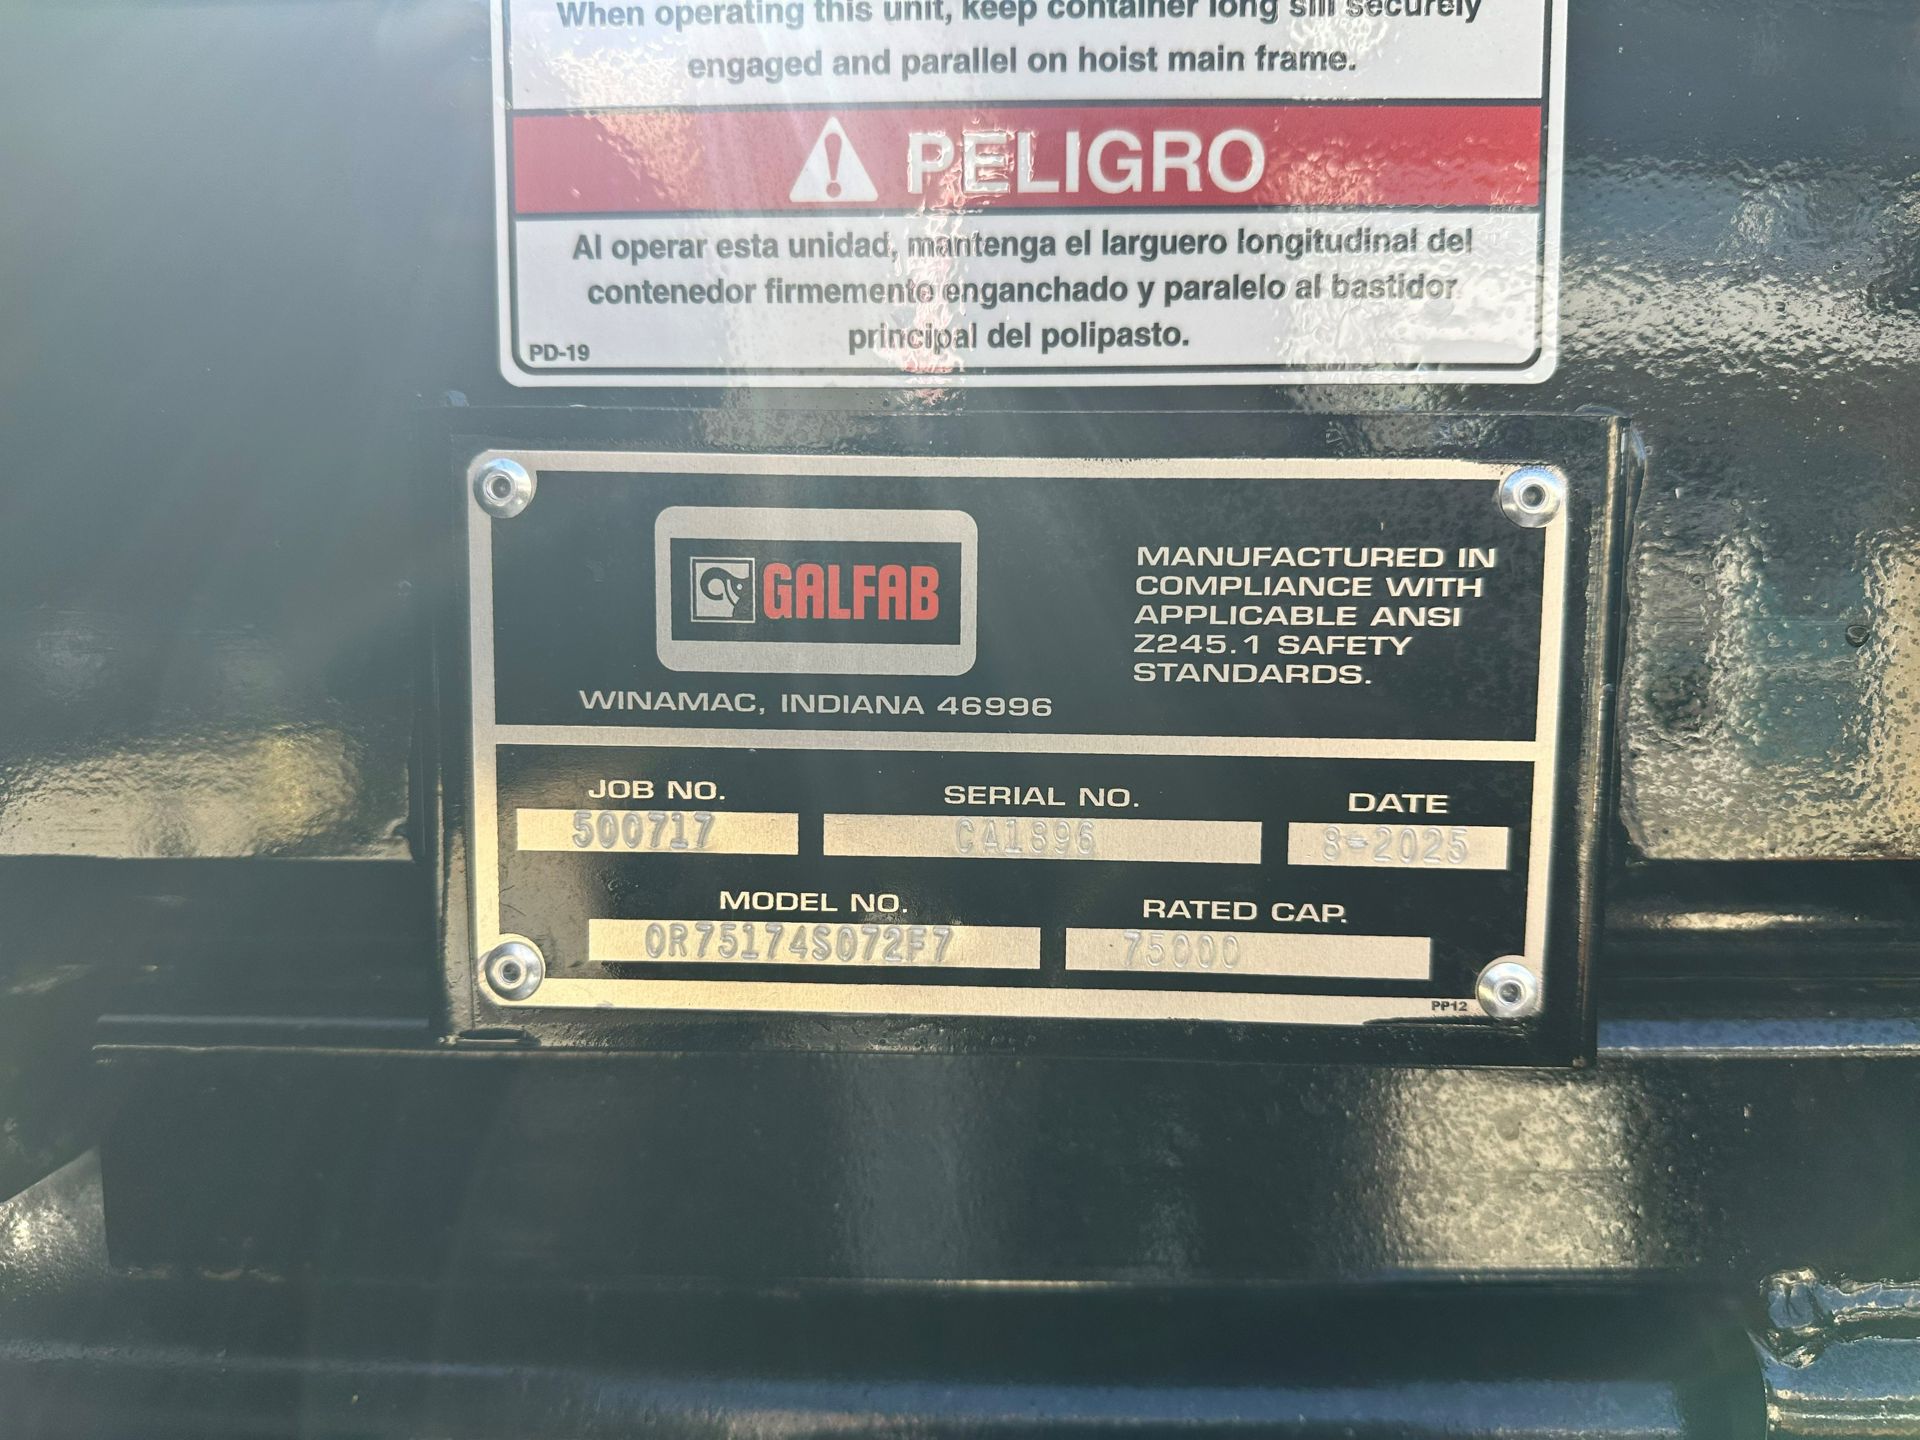 When operating this unit, keep container long sill securely
engaged and parallel on hoist main frame.
PELIGRO
Al operar esta unidad, mantenga el larguero longitudinal del
contenedor firmemente enganchado y paralelo al bastidor
principal del polipasto.
PD-19
GALFAB
WINAMAC, INDIANA 46996
MANUFACTURED IN
COMPLIANCE WITH
APPLICABLE ANSI
Z245.1 SAFETY
STANDARDS.
JOB NO. SERIAL NO. DATE
500717 CA1896 8-2025
MODEL NO. RATED CAP.
OR75174S072F7 75000
PP12